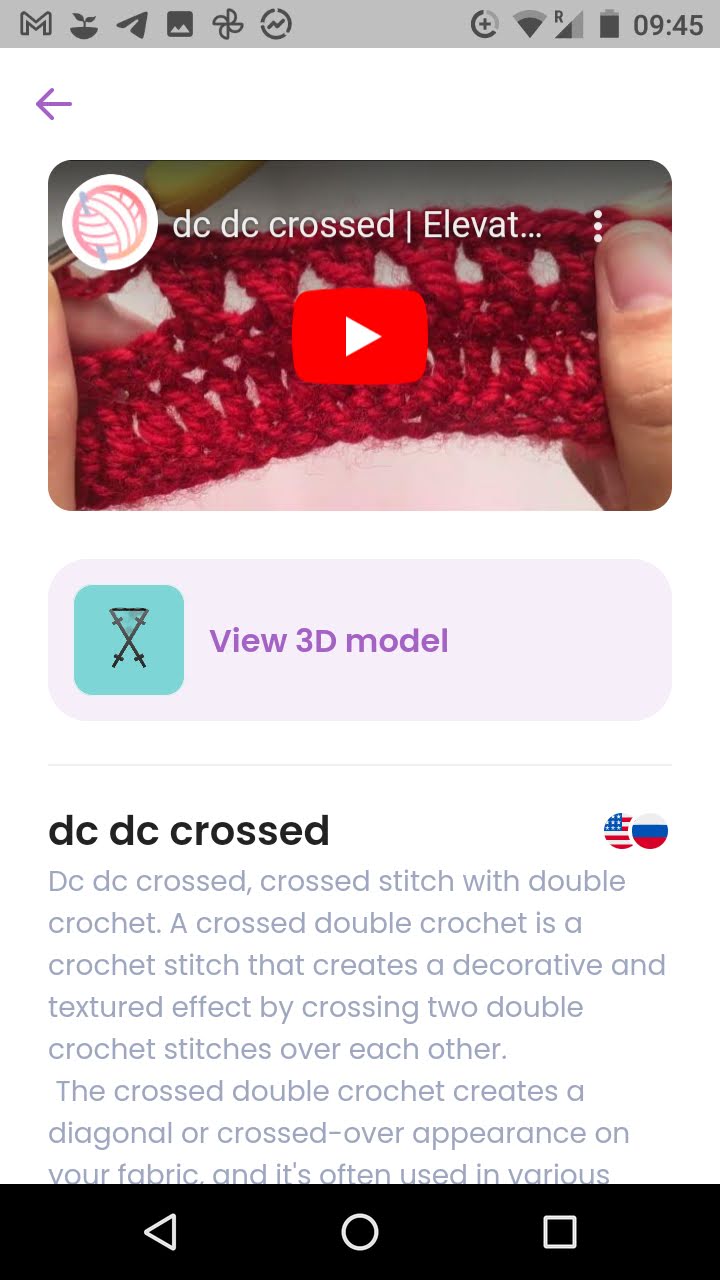 R
09:45
dc dc crossed | Elevat...
View 3D model
dc dc crossed
Dc dc crossed, crossed stitch with double
crochet. A crossed double crochet is a
crochet stitch that creates a decorative and
textured effect by crossing two double
crochet stitches over each other.
The crossed double crochet creates a
diagonal or crossed-over appearance on
your fabric, and it's often used in various